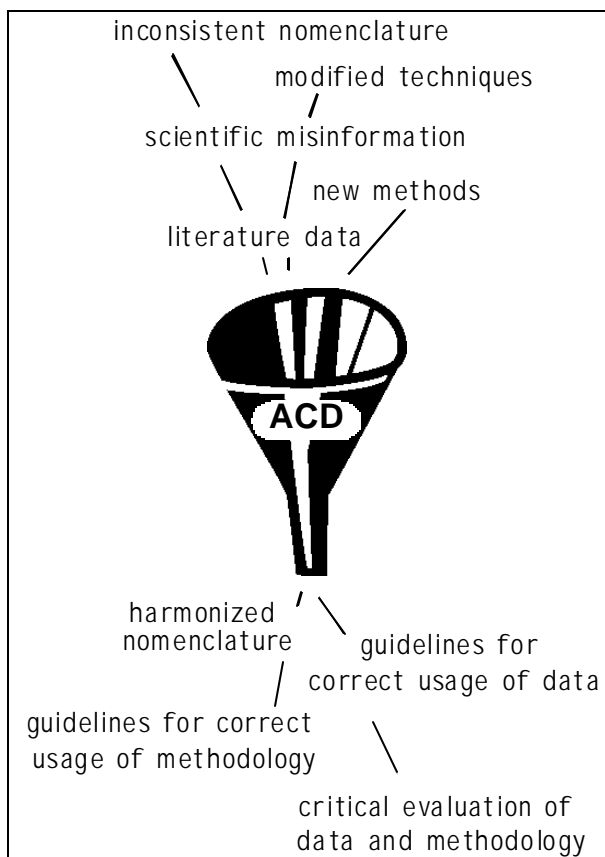 inconsistent nomenclature
modified techniques
scientific misinformation
new methods
literature data
ACD
harmonized
nomenclature
guidelines for
correct usage of data
guidelines for correct
usage of methodology
critical evaluation of
data and methodology